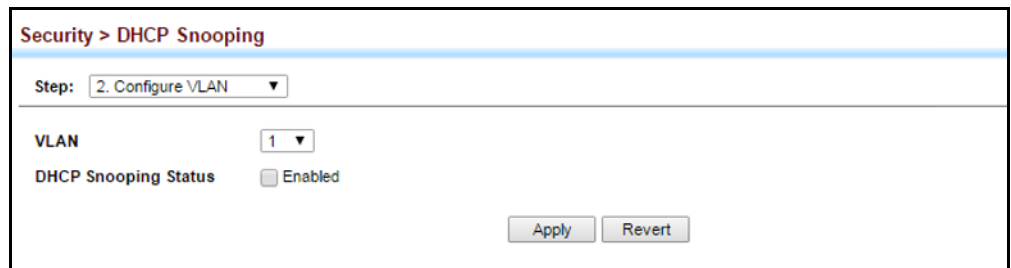 Security > DHCP Snooping
Step: 2. Configure VLAN
VLAN 1
DHCP Snooping Status Enabled
Apply Revert